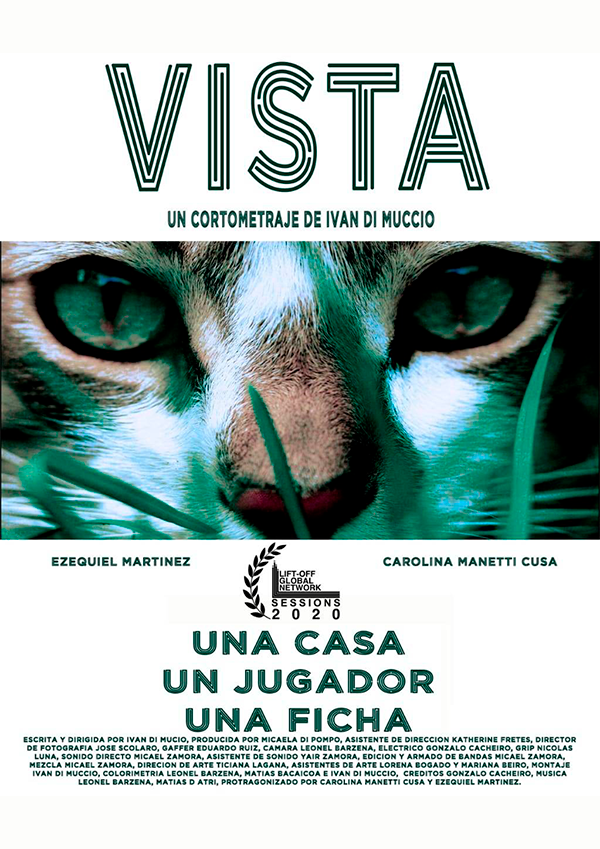 VISTA
UN CORTOMETRAJE DE IVAN DI MUCCIO
EZEQUIEL MARTINEZ
CAROLINA MANETTI CUSA
LIFT-OFF
GLOBAL
NETWORK
SESSIONS
2020
UNA CASA
UN JUGADOR
UNA FICHA
ESCRITA Y DIRIGIDA POR IVAN DI MUCIO, PRODUCIDA POR MICAELA DI POMPO, ASISTENTE DE DIRECCION KATHERINE FRETES, DIRECTOR
DE FOTOGRAFIA JOSE SCOLARO, GAFFER EDUARDO RUIZ, CAMARA LEONEL BARZENA, ELECTRICO GONZALO CACHEIRO, GRIP NICOLAS
LUNA, SONIDO DIRECTO MICAEL ZAMORA, ASISTENTE DE SONIDO YAIR ZAMORA, EDICION Y ARMADO DE BANDAS MICAEL ZAMORA,
MEZCLA MICAEL ZAMORA, DIRECION DE ARTE TICIANA LAGANA, ASISTENTES DE ARTE LORENA BOGADO Y MARIANA BEIRO, MONTAJE
IVAN DI MUCCIO, COLORIMETRIA LEONEL BARZENA, MATIAS BACAICOA E IVAN DI MUCCIO, CREDITOS GONZALO CACHEIRO, MUSICA
LEONEL BARZENA, MATIAS D ATRI, PROTRAGONIZADO POR CAROLINA MANETTI CUSA Y EZEQUIEL MARTINEZ.